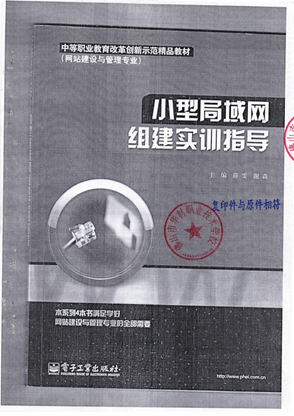 中等职业教育改革创新示范精品教材
(网站建设与管理专业)
小型局域网
组建实训指导
主 编
复印件与原件相符
本系列4本书满足学好
网站建设与管理专业的全部需要
电子工业出版社
http://www.phei.com.cn